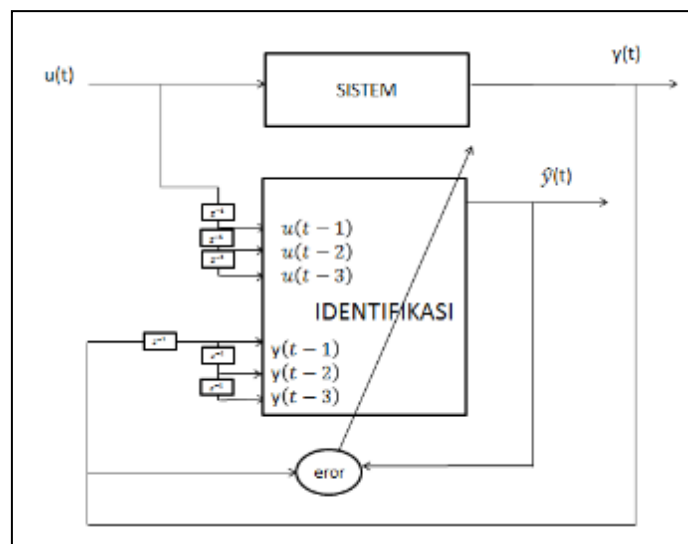 u(t)
SISTEM
y(t)
ŷ(t)
u(t − 1)
u(t − 2)
u(t − 3)
IDENTIFIKASI
y(t − 1)
y(t − 2)
y(t − 3)
eror